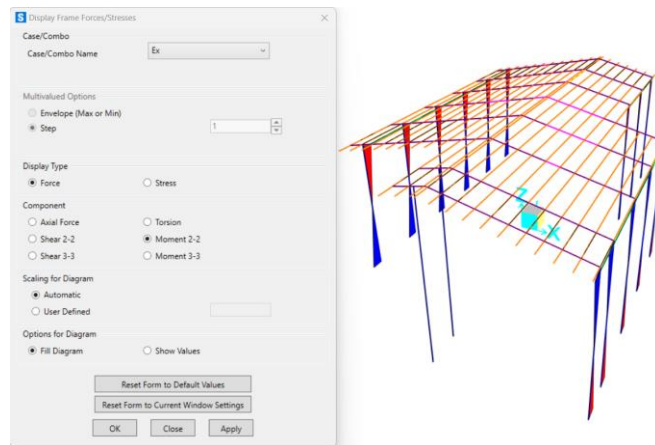 S Display Frame Forces/Stresses
Case/Combo
Case/Combo Name Ex
Multivalued Options
Envelope (Max or Min)
Step 1
Display Type
Force Stress
Component
Axial Force Torsion
Shear 2-2 Moment 2-2
Shear 3-3 Moment 3-3
Scaling for Diagram
Automatic
User Defined
Options for Diagram
Fill Diagram Show Values
Reset Form to Default Values
Reset Form to Current Window Settings
OK Close Apply
Z
X